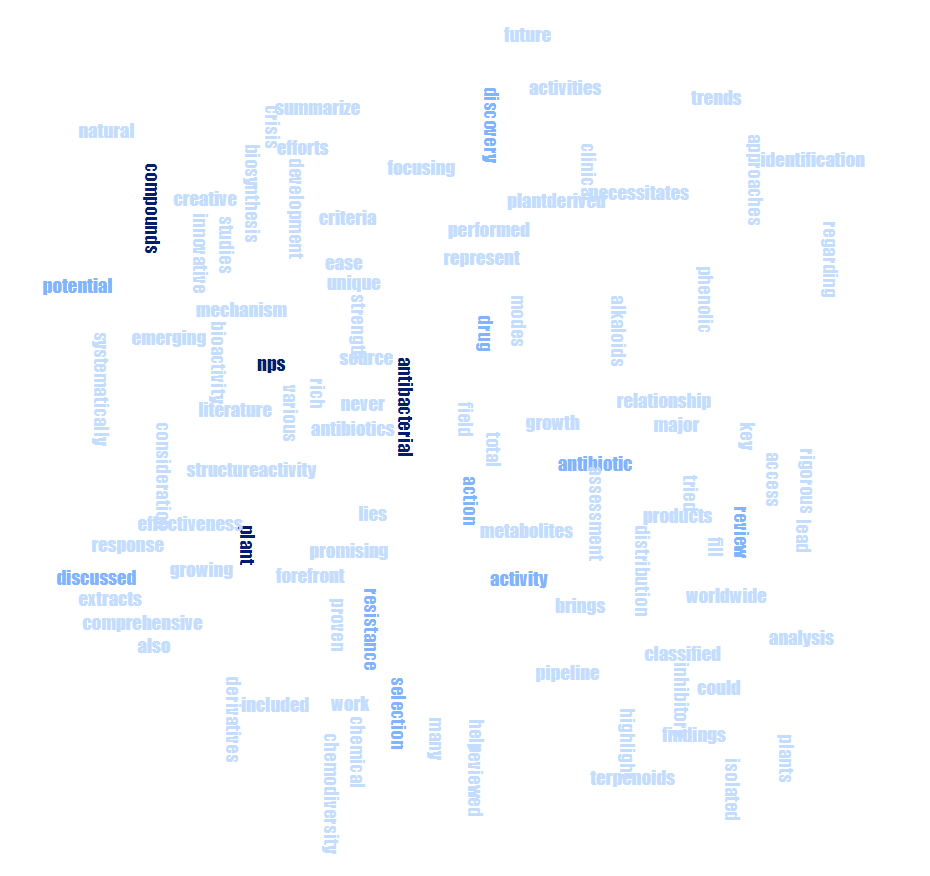 future
activities
discovery
trends
natural
crisis
summarize
efforts
biosynthesis
development
focusing
clinic
necessitates
approaches
identification
compounds
creative
plantderived
innovative
studies
criteria
performed
regarding
ease
represent
phenolic
potential
unique
mechanism
strength
drug
modes
alkaloids
bioactivity
emerging
systematically
nps
source
antibacterial
various
rich
literature
never
antibiotics
field
total
growth
relationship
major
key
consideration
structureactivity
antibiotic
assessment
access
rigorous
action
tried
effectiveness
lies
products
review
lead
plant
response
promising
metabolites
distribution
fill
discussed
growing
forefront
activity
extracts
resistance
proven
brings
worldwide
comprehensive
also
analysis
classified
derivatives
included
work
selection
pipeline
inhibitory
could
chemical
many
help
reviewed
highlight
findings
chemodiversity
terpenoids
isolated
plants